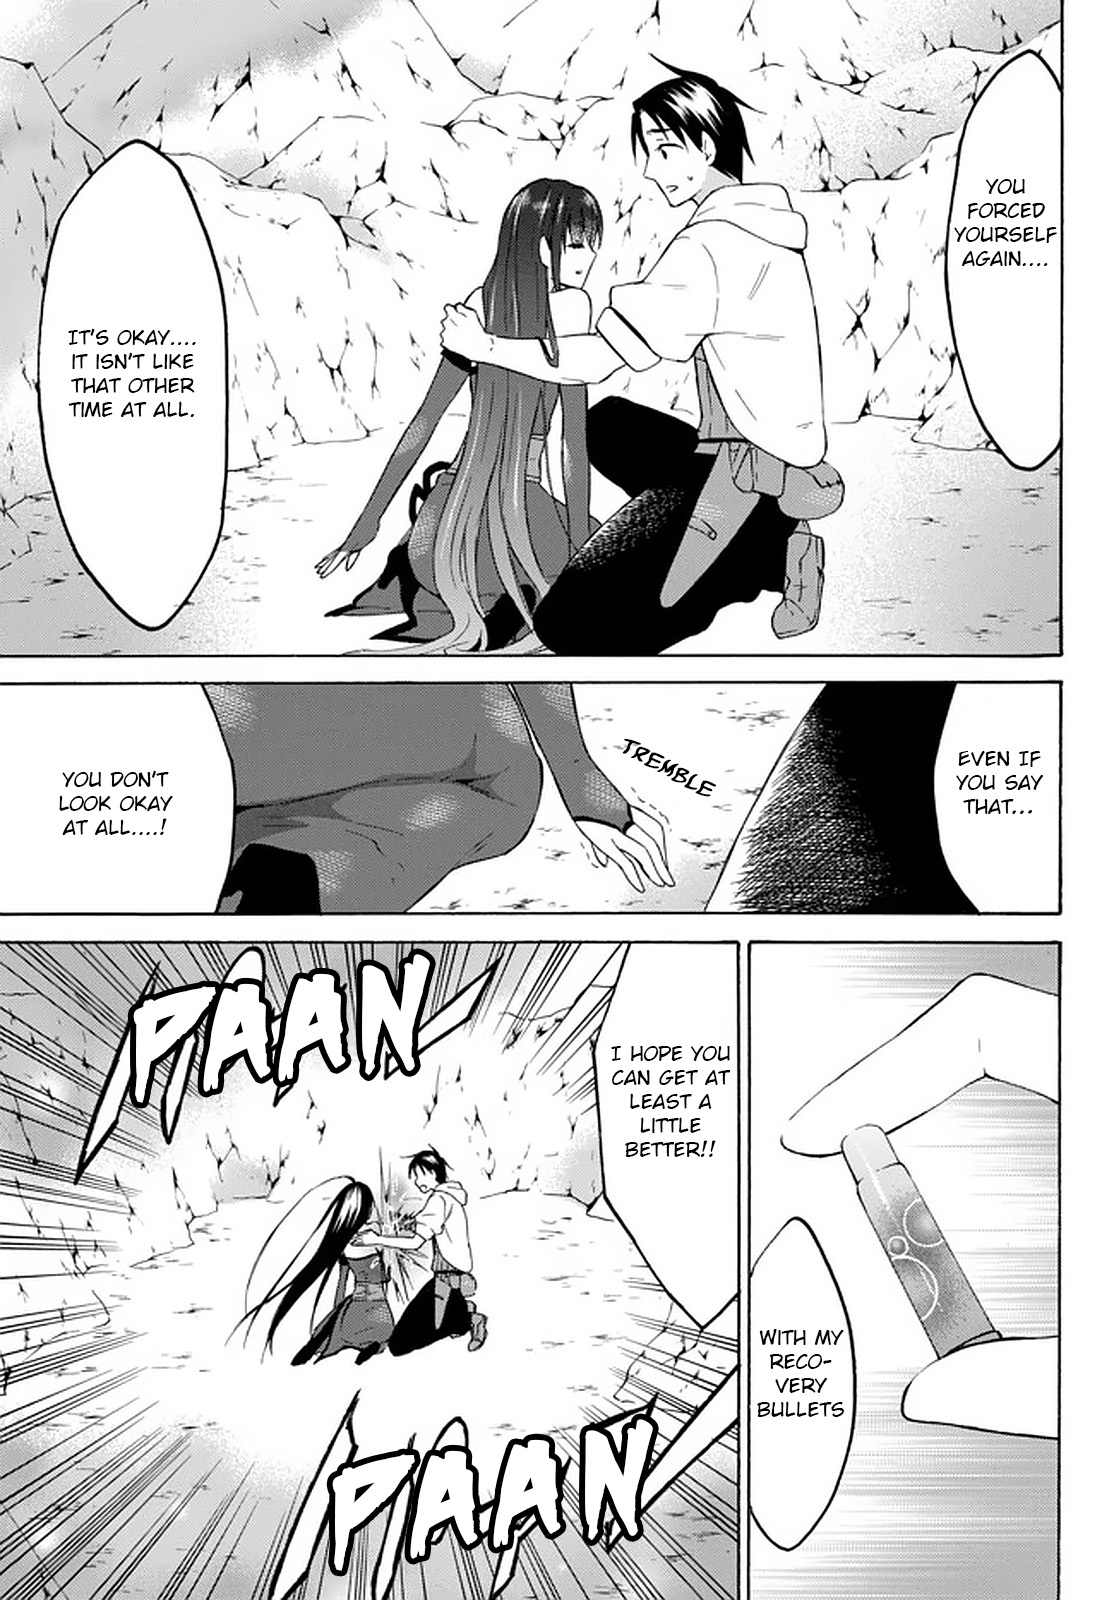 YOU
FORCED
YOURSELF
AGAIN....
IT'S OKAY....
IT ISN'T LIKE
THAT OTHER
TIME AT ALL.
EVEN IF
YOU SAY
THAT...
TREMBLE
YOU DON'T
LOOK OKAY
AT ALL....!
WITH MY
RECO-
VERY
BULLETS
I HOPE YOU
CAN GET AT
LEAST A
LITTLE
BETTER!!
PAAN
PAAN